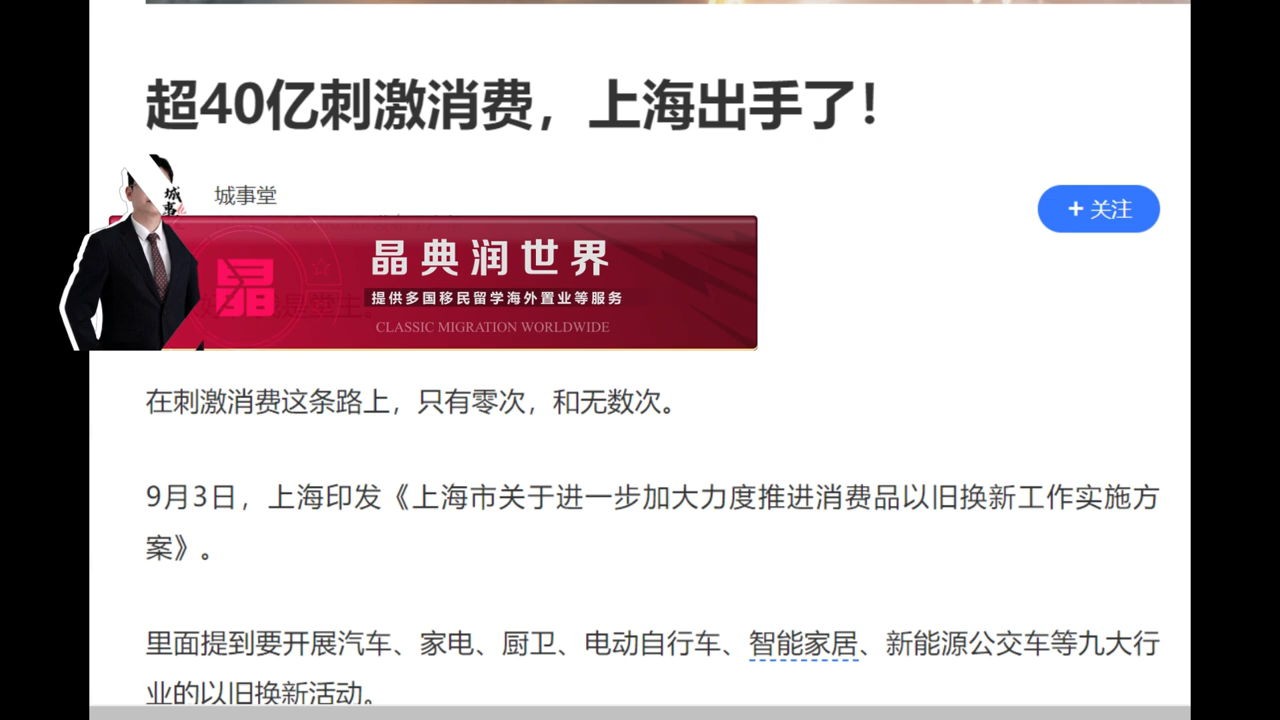 超40亿刺激消费，上海出手了！
城事堂
城事
+ 关注
晶典润世界
提供多国移民留学海外置业等服务
CLASSIC MIGRATION WORLDWIDE
是堂主。
在刺激消费这条路上，只有零次，和无数次。
9月3日，上海印发《上海市关于进一步加大力度推进消费品以旧换新工作实施方
案》。
里面提到要开展汽车、家电、厨卫、电动自行车、智能家居、新能源公交车等九大行
业的以旧换新活动。